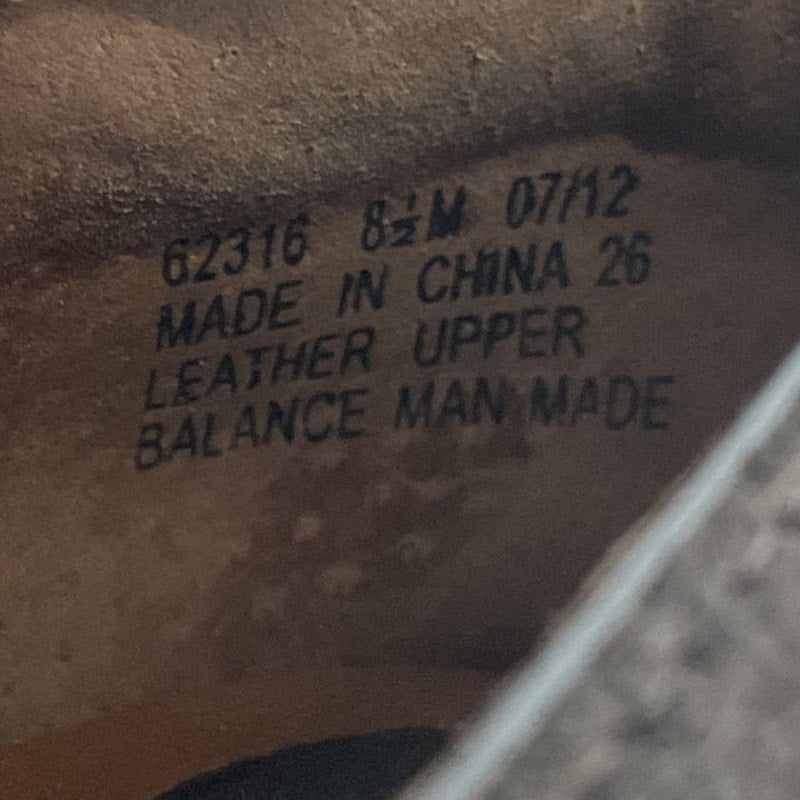 62316 8½M 07/12
MADE IN CHINA 26
LEATHER UPPER
BALANCE MAN MADE